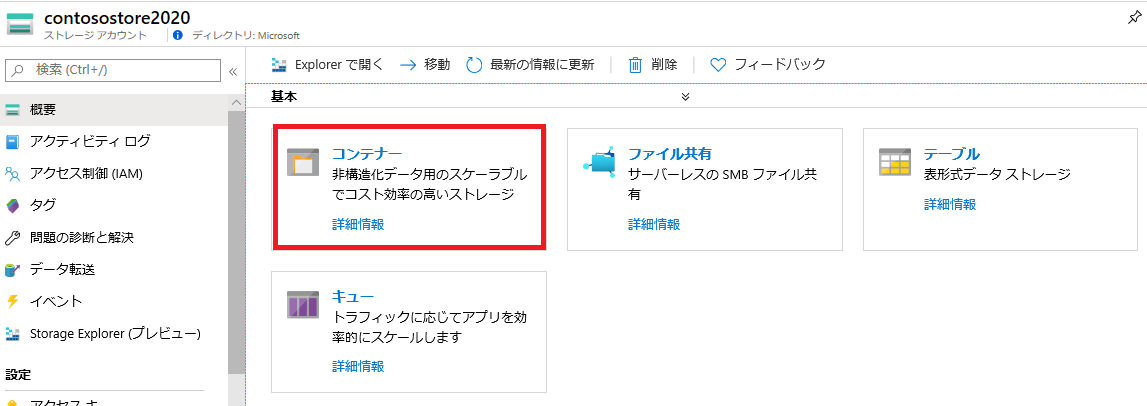 contosostore2020
ストレージ アカウント
ディレクトリ: Microsoft
検索 (Ctrl+/)
概要
アクティビティ ログ
アクセス制御 (IAM)
タグ
問題の診断と解決
データ転送
イベント
Storage Explorer (プレビュー)
設定
アクセス キー
Explorer で開く
移動
最新の情報に更新
削除
フィードバック
基本
コンテナー
非構造化データ用のスケーラブル
でコスト効率の高いストレージ
詳細情報
ファイル共有
サーバーレスの SMB ファイル共
有
詳細情報
テーブル
表形式データ ストレージ
詳細情報
キュー
トラフィックに応じてアプリを効
率的にスケールします
詳細情報